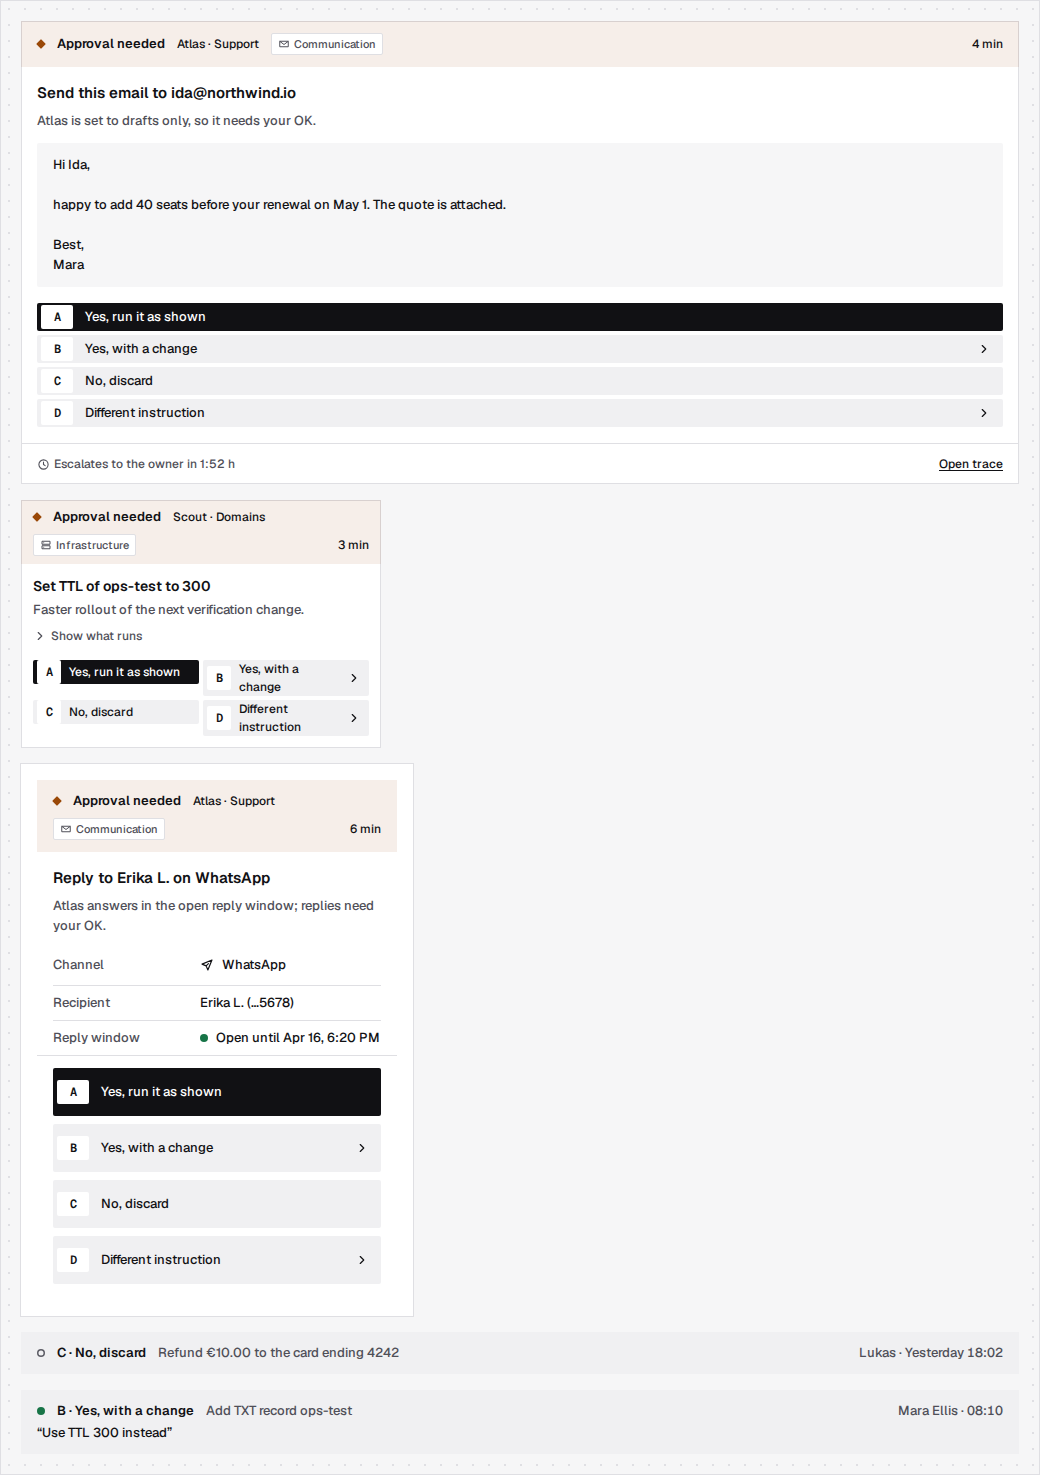 Approval needed Atlas · Support Communication 4 min
Send this email to ida@northwind.io
Atlas is set to drafts only, so it needs your OK.
Hi Ida,
happy to add 40 seats before your renewal on May 1. The quote is attached.
Best,
Mara
A Yes, run it as shown
B Yes, with a change
C No, discard
D Different instruction
Escalates to the owner in 1:52 h Open trace
Approval needed Scout · Domains
Infrastructure 3 min
Set TTL of ops-test to 300
Faster rollout of the next verification change.
Show what runs
A Yes, run it as shown
B Yes, with a
change
C No, discard
D Different
instruction
Approval needed Atlas · Support
Communication 6 min
Reply to Erika L. on WhatsApp
Atlas answers in the open reply window; replies need
your OK.
Channel WhatsApp
Recipient Erika L. (…5678)
Reply window Open until Apr 16, 6:20 PM
A Yes, run it as shown
B Yes, with a change
C No, discard
D Different instruction
C · No, discard Refund €10.00 to the card ending 4242 Lukas · Yesterday 18:02
B · Yes, with a change Add TXT record ops-test Mara Ellis · 08:10
“Use TTL 300 instead”